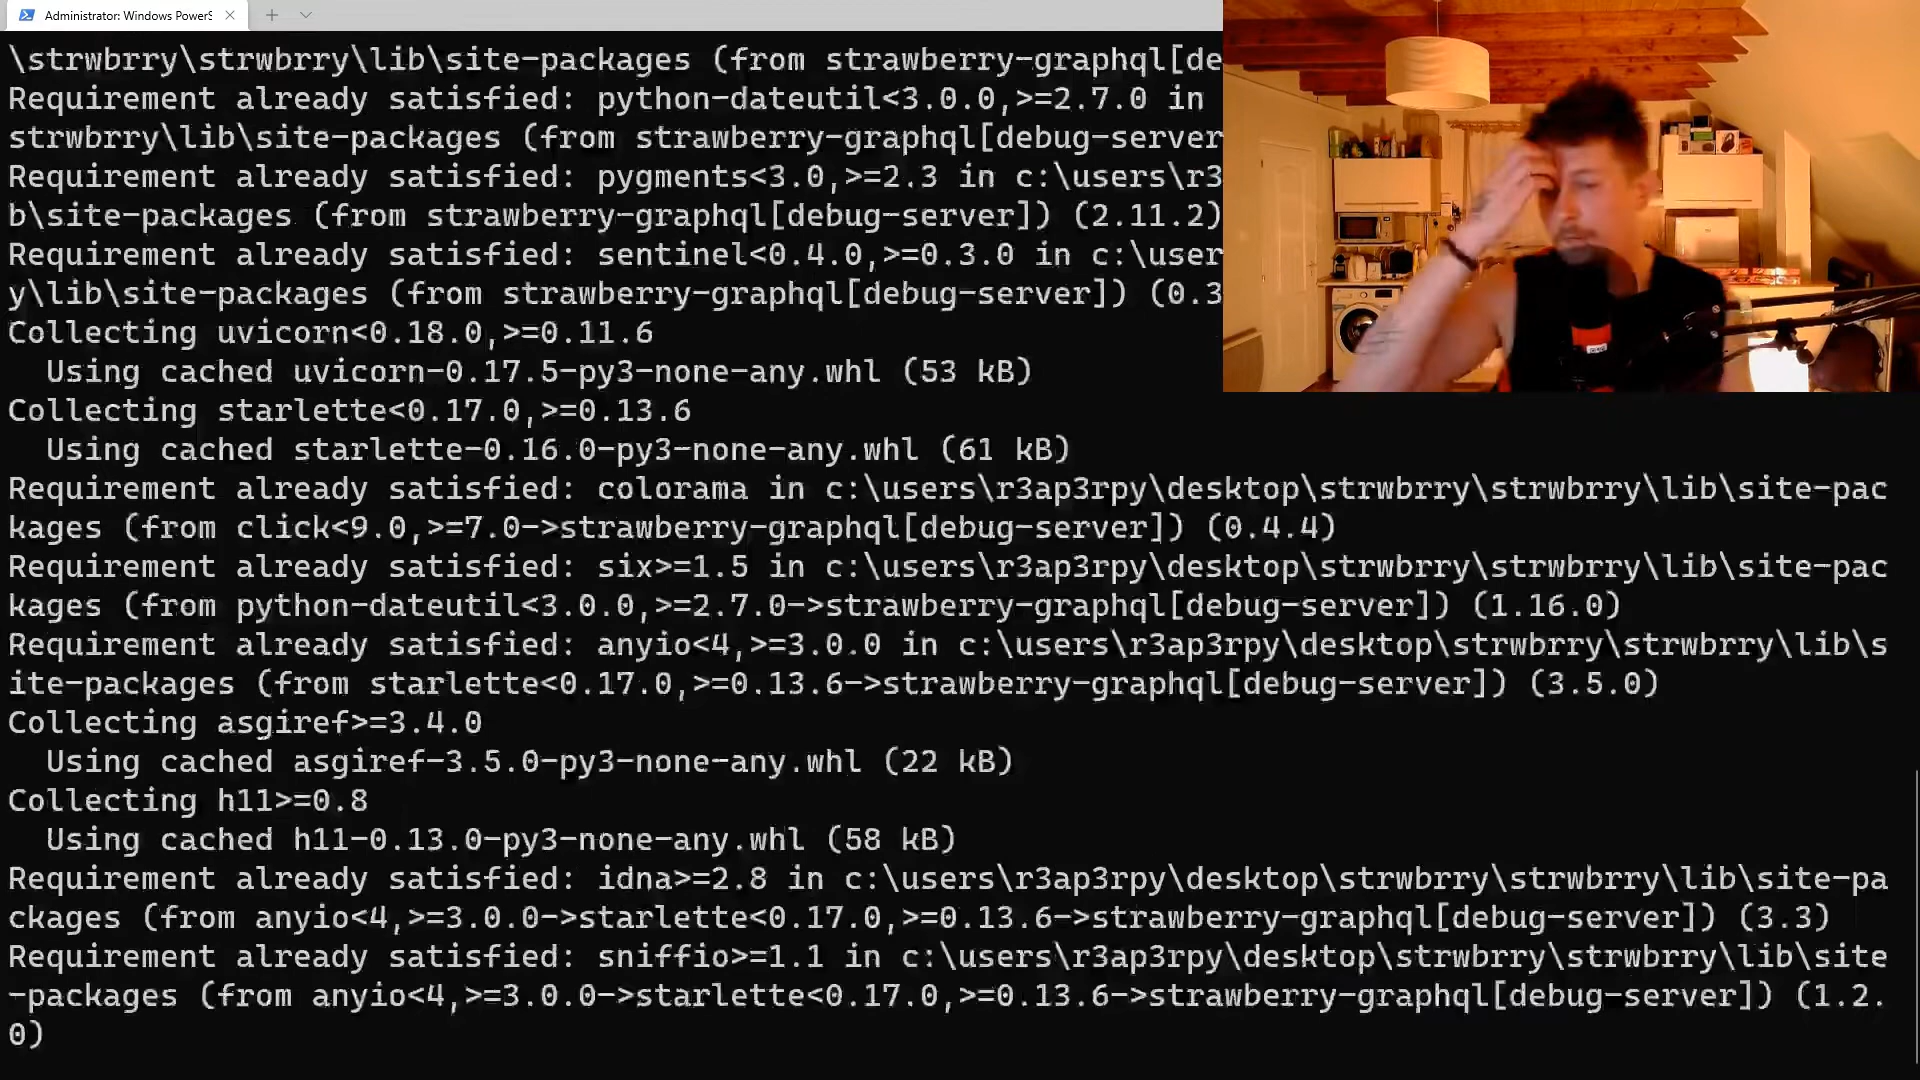 Administrator: Windows PowerS
\strwbrry\strwbrry\lib\site-packages (from strawberry-graphql[de
Requirement already satisfied: python-dateutil<3.0.0,>=2.7.0 in
strwbrry\lib\site-packages (from strawberry-graphql[debug-server
Requirement already satisfied: pygments<3.0,>=2.3 in c:\users\r3
b\site-packages (from strawberry-graphql[debug-server]) (2.11.2)
Requirement already satisfied: sentinel<0.4.0,>=0.3.0 in c:\user
y\lib\site-packages (from strawberry-graphql[debug-server]) (0.3
Collecting uvicorn<0.18.0,>=0.11.6
Using cached uvicorn-0.17.5-py3-none-any.whl (53 kB)
Collecting starlette<0.17.0,>=0.13.6
Using cached starlette-0.16.0-py3-none-any.whl (61 kB)
Requirement already satisfied: colorama in c:\users\r3ap3rpy\desktop\strwbrry\strwbrry\lib\site-pac
kages (from click<9.0,>=7.0->strawberry-graphql[debug-server]) (0.4.4)
Requirement already satisfied: six>=1.5 in c:\users\r3ap3rpy\desktop\strwbrry\strwbrry\lib\site-pac
kages (from python-dateutil<3.0.0,>=2.7.0->strawberry-graphql[debug-server]) (1.16.0)
Requirement already satisfied: anyio<4,>=3.0.0 in c:\users\r3ap3rpy\desktop\strwbrry\strwbrry\lib\s
ite-packages (from starlette<0.17.0,>=0.13.6->strawberry-graphql[debug-server]) (3.5.0)
Collecting asgiref>=3.4.0
Using cached asgiref-3.5.0-py3-none-any.whl (22 kB)
Collecting h11>=0.8
Using cached h11-0.13.0-py3-none-any.whl (58 kB)
Requirement already satisfied: idna>=2.8 in c:\users\r3ap3rpy\desktop\strwbrry\strwbrry\lib\site-pa
ckages (from anyio<4,>=3.0.0->starlette<0.17.0,>=0.13.6->strawberry-graphql[debug-server]) (3.3)
Requirement already satisfied: sniffio>=1.1 in c:\users\r3ap3rpy\desktop\strwbrry\strwbrry\lib\site
-packages (from anyio<4,>=3.0.0->starlette<0.17.0,>=0.13.6->strawberry-graphql[debug-server]) (1.2.
0)